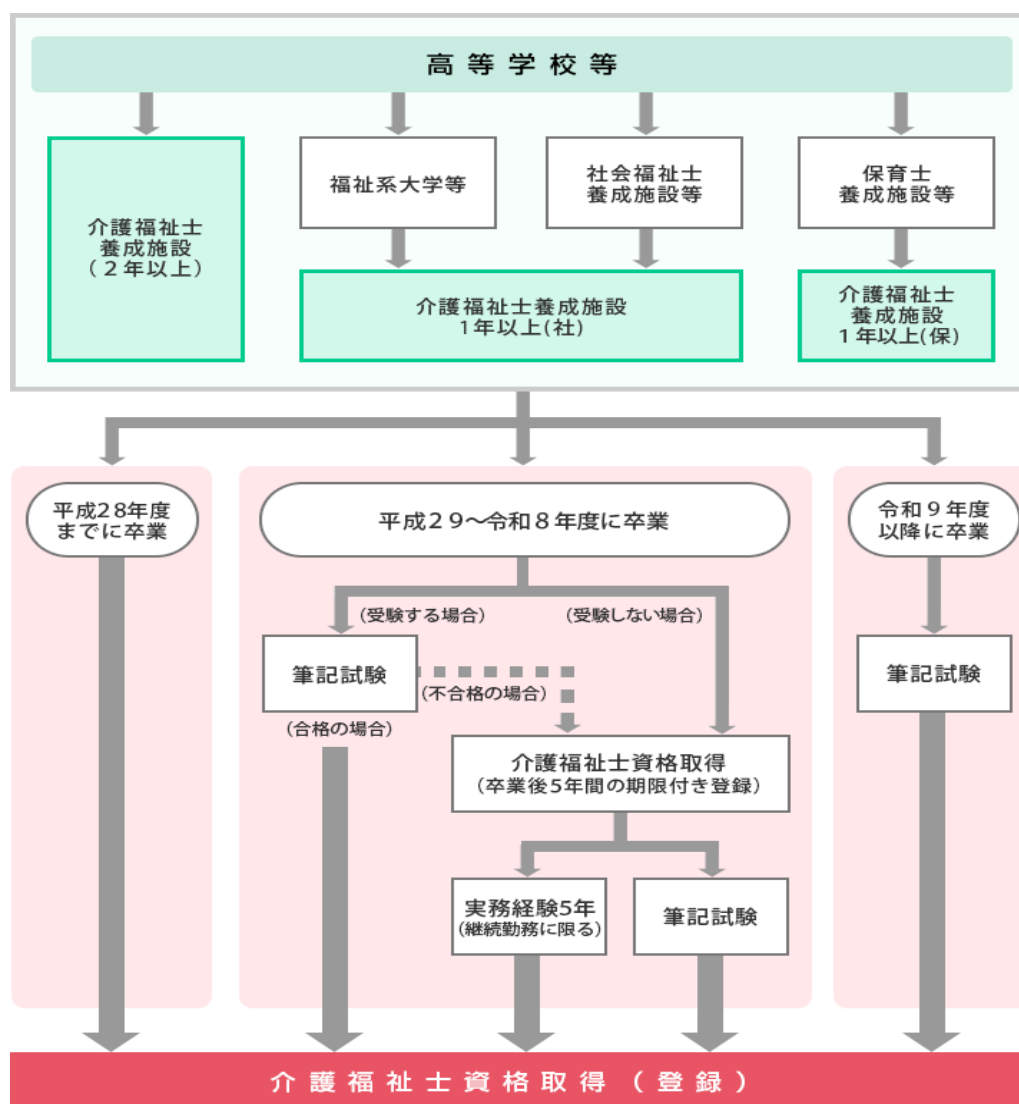 高等学校等
介護福祉士
養成施設
(２年以上)
福祉系大学等
社会福祉士
養成施設等
保育士
養成施設等
介護福祉士養成施設
1年以上(社)
介護福祉士
養成施設
１年以上(保)
平成28年度
までに卒業
平成２９〜令和８年度に卒業
令和９年度
以降に卒業
(受験する場合)
(受験しない場合)
筆記試験
(不合格の場合)
(合格の場合)
筆記試験
介護福祉士資格取得
(卒業後5年間の期限付き登録)
実務経験5年
(継続勤務に限る)
筆記試験
介護福祉士資格取得(登録)